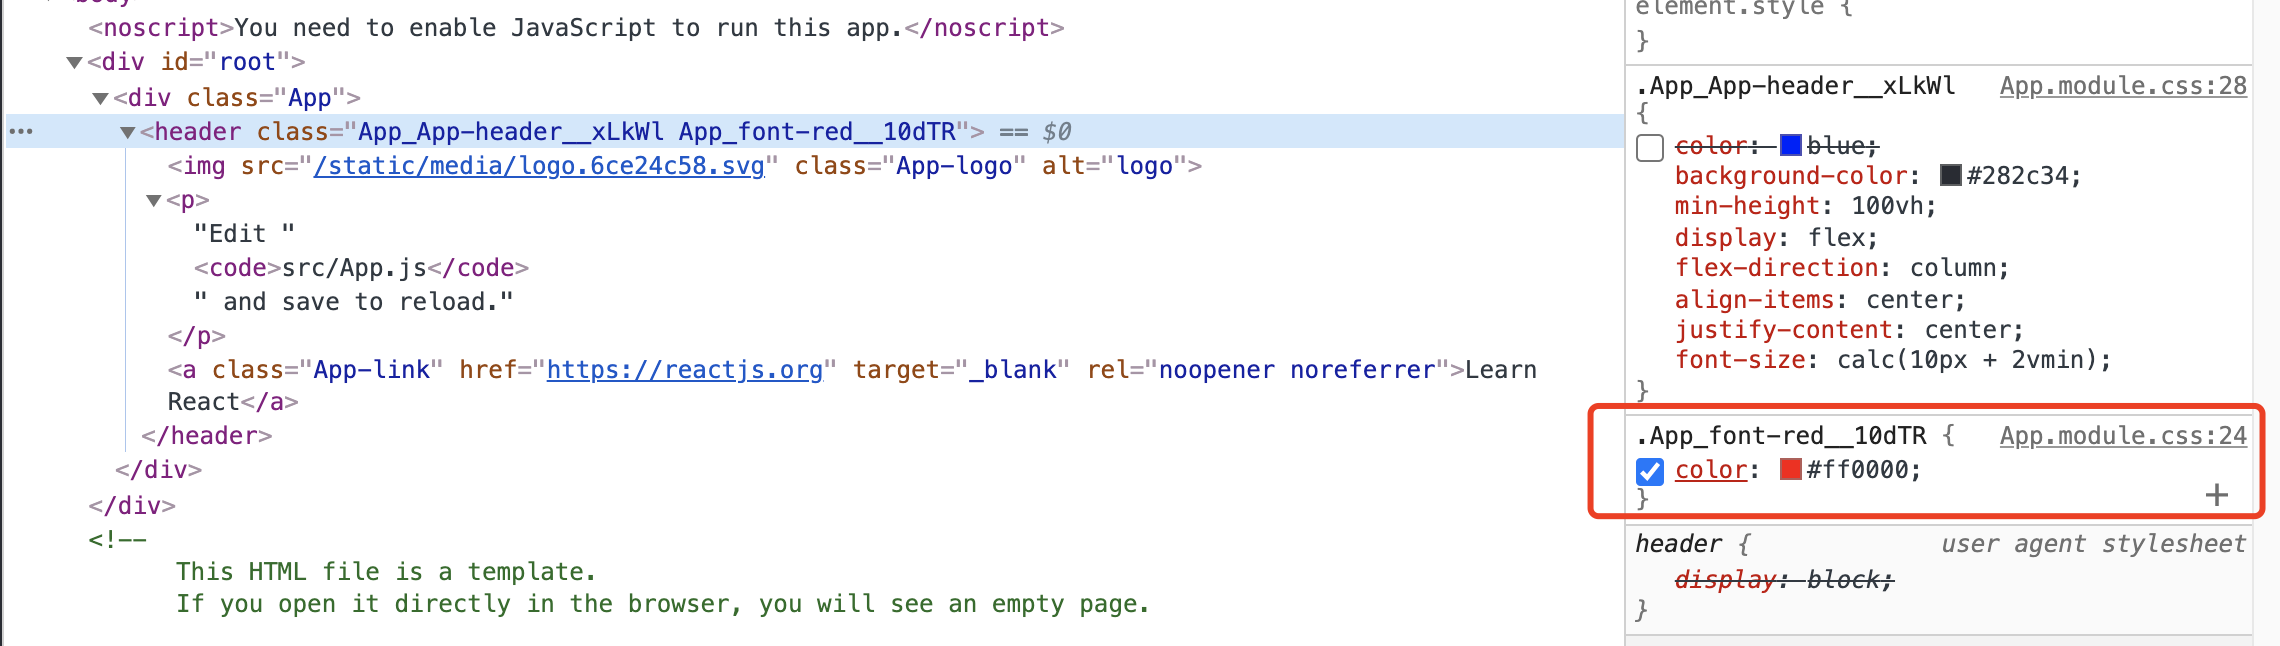 body
<noscript>You need to enable JavaScript to run this app.</noscript>
▼<div id="root">
▼<div class="App">
••• ▼<header class="App_App-header__xLkWl App_font-red__10dTR"> == $0
<img src="/static/media/logo.6ce24c58.svg" class="App-logo" alt="logo">
▼<p>
"Edit "
<code>src/App.js</code>
" and save to reload."
</p>
<a class="App-link" href="https://reactjs.org" target="_blank" rel="noopener noreferrer">Learn
React</a>
</header>
</div>
</div>
<!--
This HTML file is a template.
If you open it directly in the browser, you will see an empty page.
element.style {
}
.App_App-header__xLkWl App.module.css:28
{
color: blue;
background-color: #282c34;
min-height: 100vh;
display: flex;
flex-direction: column;
align-items: center;
justify-content: center;
font-size: calc(10px + 2vmin);
}
.App_font-red__10dTR { App.module.css:24
color: #ff0000;
}
header { user agent stylesheet
display: block;
}